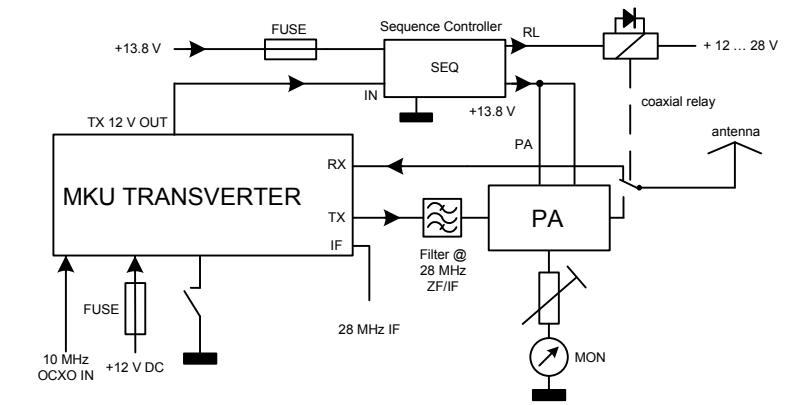 FUSE
Sequence Controller
RL
+13.8 V
SEQ
+ 12 ... 28 V
IN
+13.8 V
coaxial relay
TX 12 V OUT
antenna
PA
RX
MKU TRANSVERTER
TX
PA
IF
Filter @
28 MHz
ZF/IF
FUSE
28 MHz IF
10 MHz
OCXO IN
+12 V DC
MON